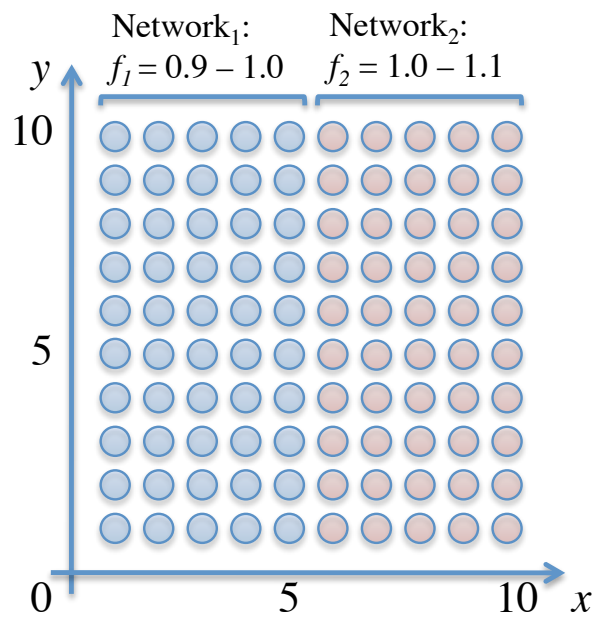 Network₁:
f₁ = 0.9 – 1.0
Network₂:
f₂ = 1.0 – 1.1
y
10
5
0
5
10
x